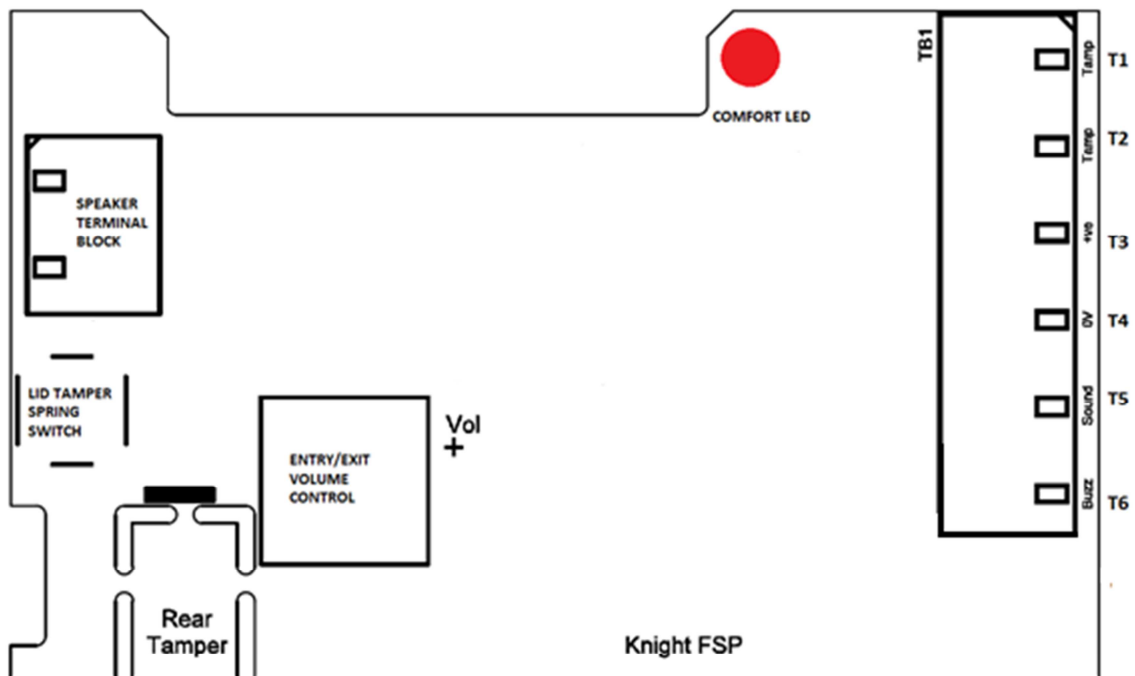 TB1
Tamp
T1
COMFORT LED
Tamp
T2
SPEAKER
TERMINAL
BLOCK
+ve
T3
0V
T4
LID TAMPER
SPRING
SWITCH
Sound
T5
Vol
+
ENTRY/EXIT
VOLUME
CONTROL
Buzz
T6
Rear
Tamper
Knight FSP